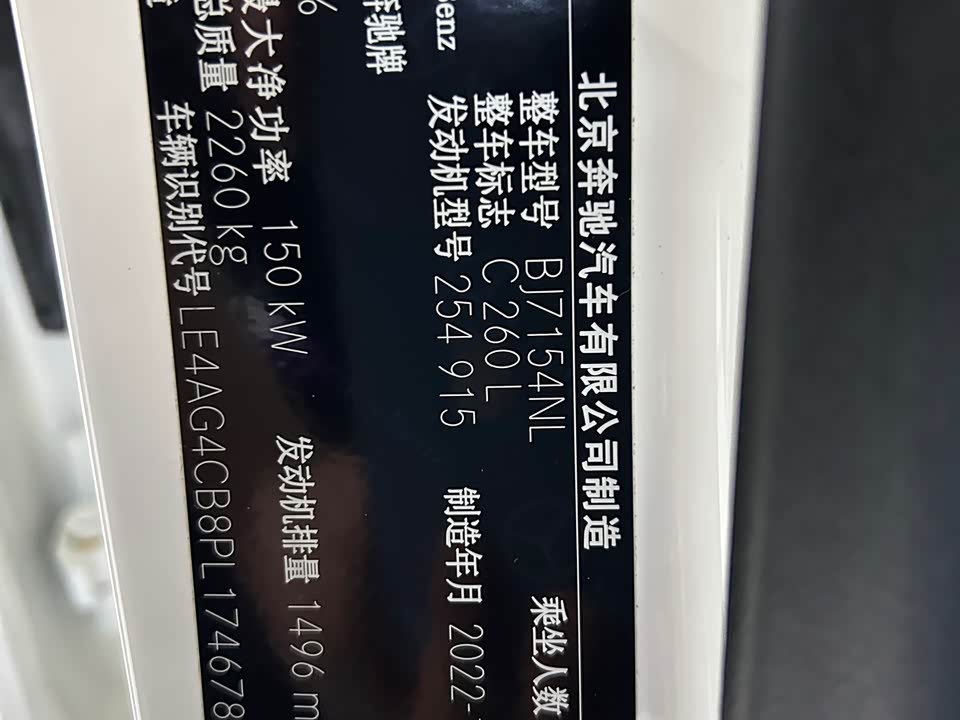 北京奔驰汽车有限公司制造
整车型号 BJ7154NL 乘坐人数
整车标志 C 260 L
发动机型号 254 915 制造年月 2022-
enz
奔驰牌
6
最大净功率 150 kW 发动机排量 1496 m
总质量 2260 kg
车辆识别代号 LE4AG4CB8PL174678